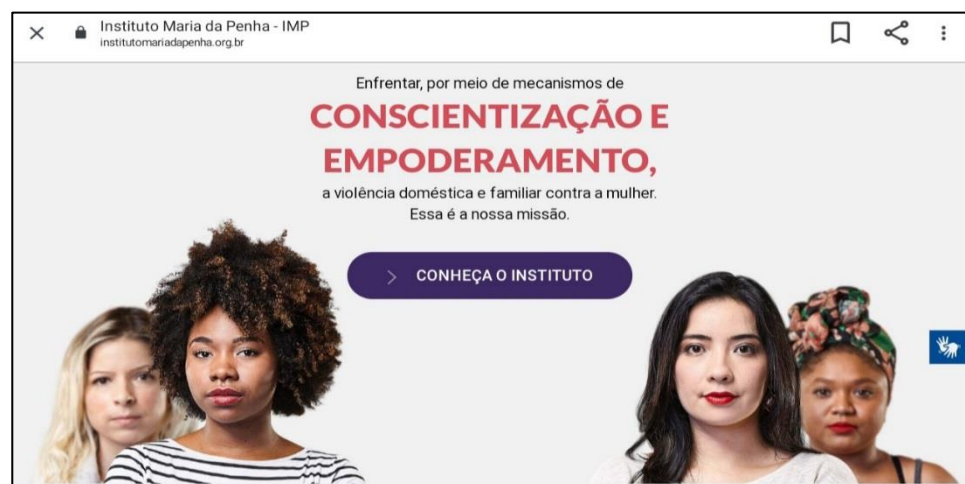 Instituto Maria da Penha - IMP
institutomariadapenha.org.br
Enfrentar, por meio de mecanismos de
CONSCIENTIZAÇÃO E
EMPODERAMENTO,
a violência doméstica e familiar contra a mulher.
Essa é a nossa missão.
CONHEÇA O INSTITUTO